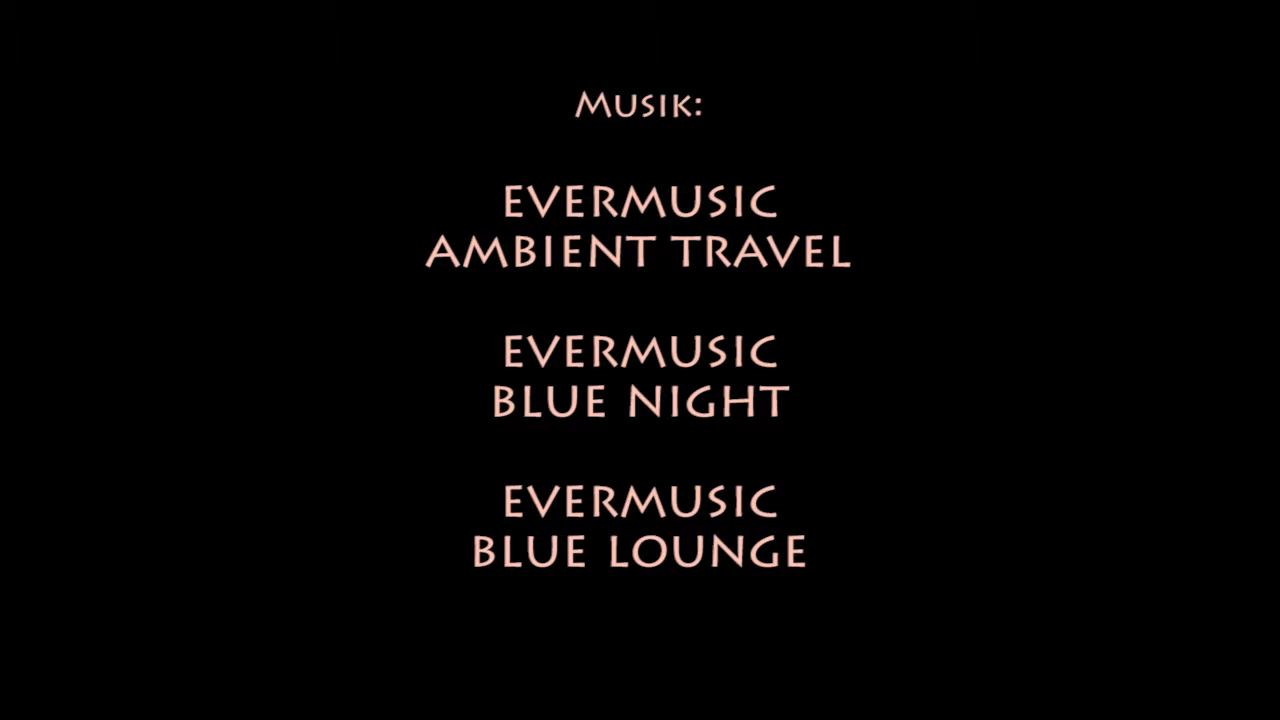 Musik:
EVERMUSIC
AMBIENT TRAVEL
EVERMUSIC
BLUE NIGHT
EVERMUSIC
BLUE LOUNGE